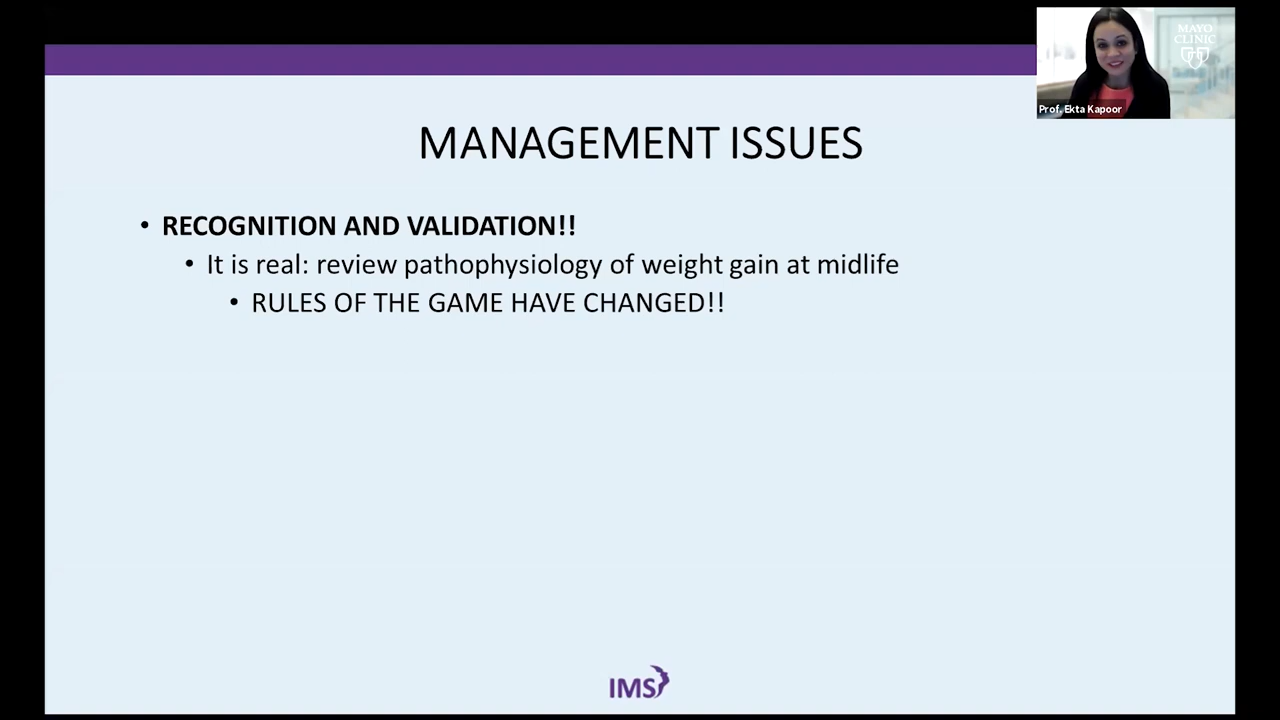 MAYO
CLINIC
Prof. Ekta Kapoor
MANAGEMENT ISSUES
• RECOGNITION AND VALIDATION!!
• It is real: review pathophysiology of weight gain at midlife
• RULES OF THE GAME HAVE CHANGED!!
IMS